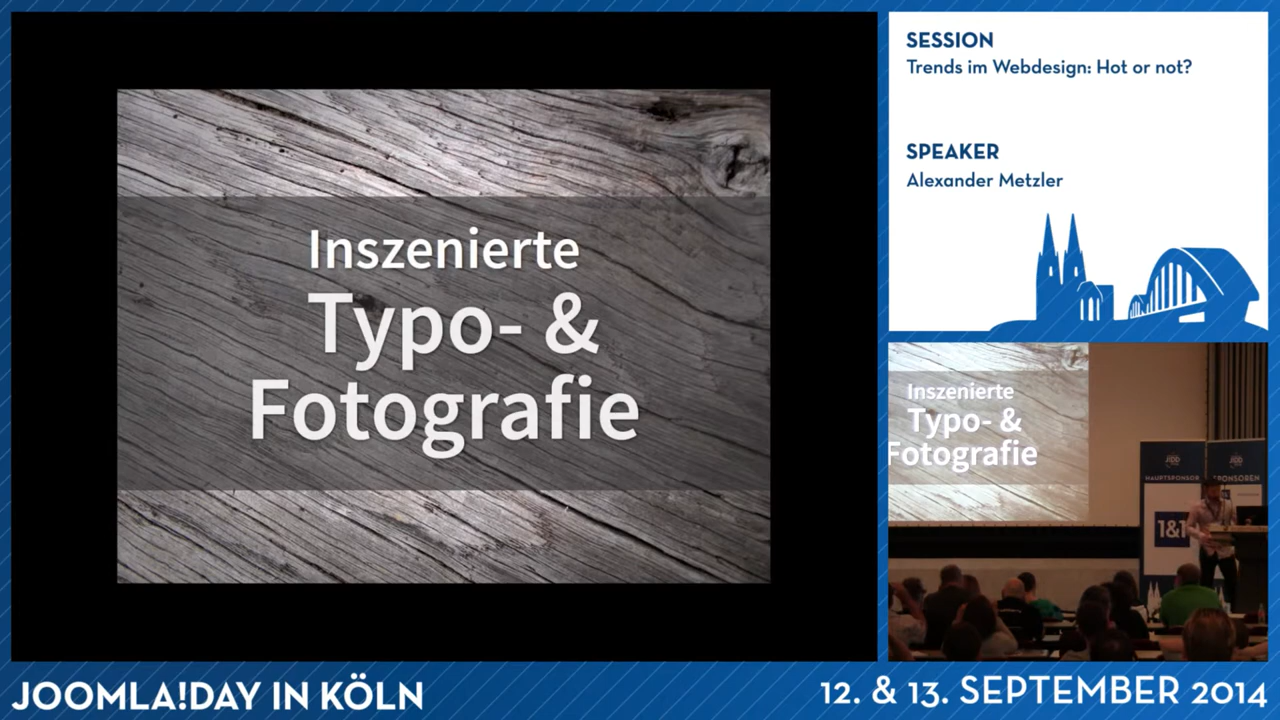 SESSION
Trends im Webdesign: Hot or not?
SPEAKER
Alexander Metzler
Inszenierte
Typo- &
Fotografie
Inszenierte
Typo- &
Fotografie
HAUPTSPONSOR
SPONSOREN
1&1
JOOMLA!DAY IN KÖLN
12. & 13. SEPTEMBER 2014